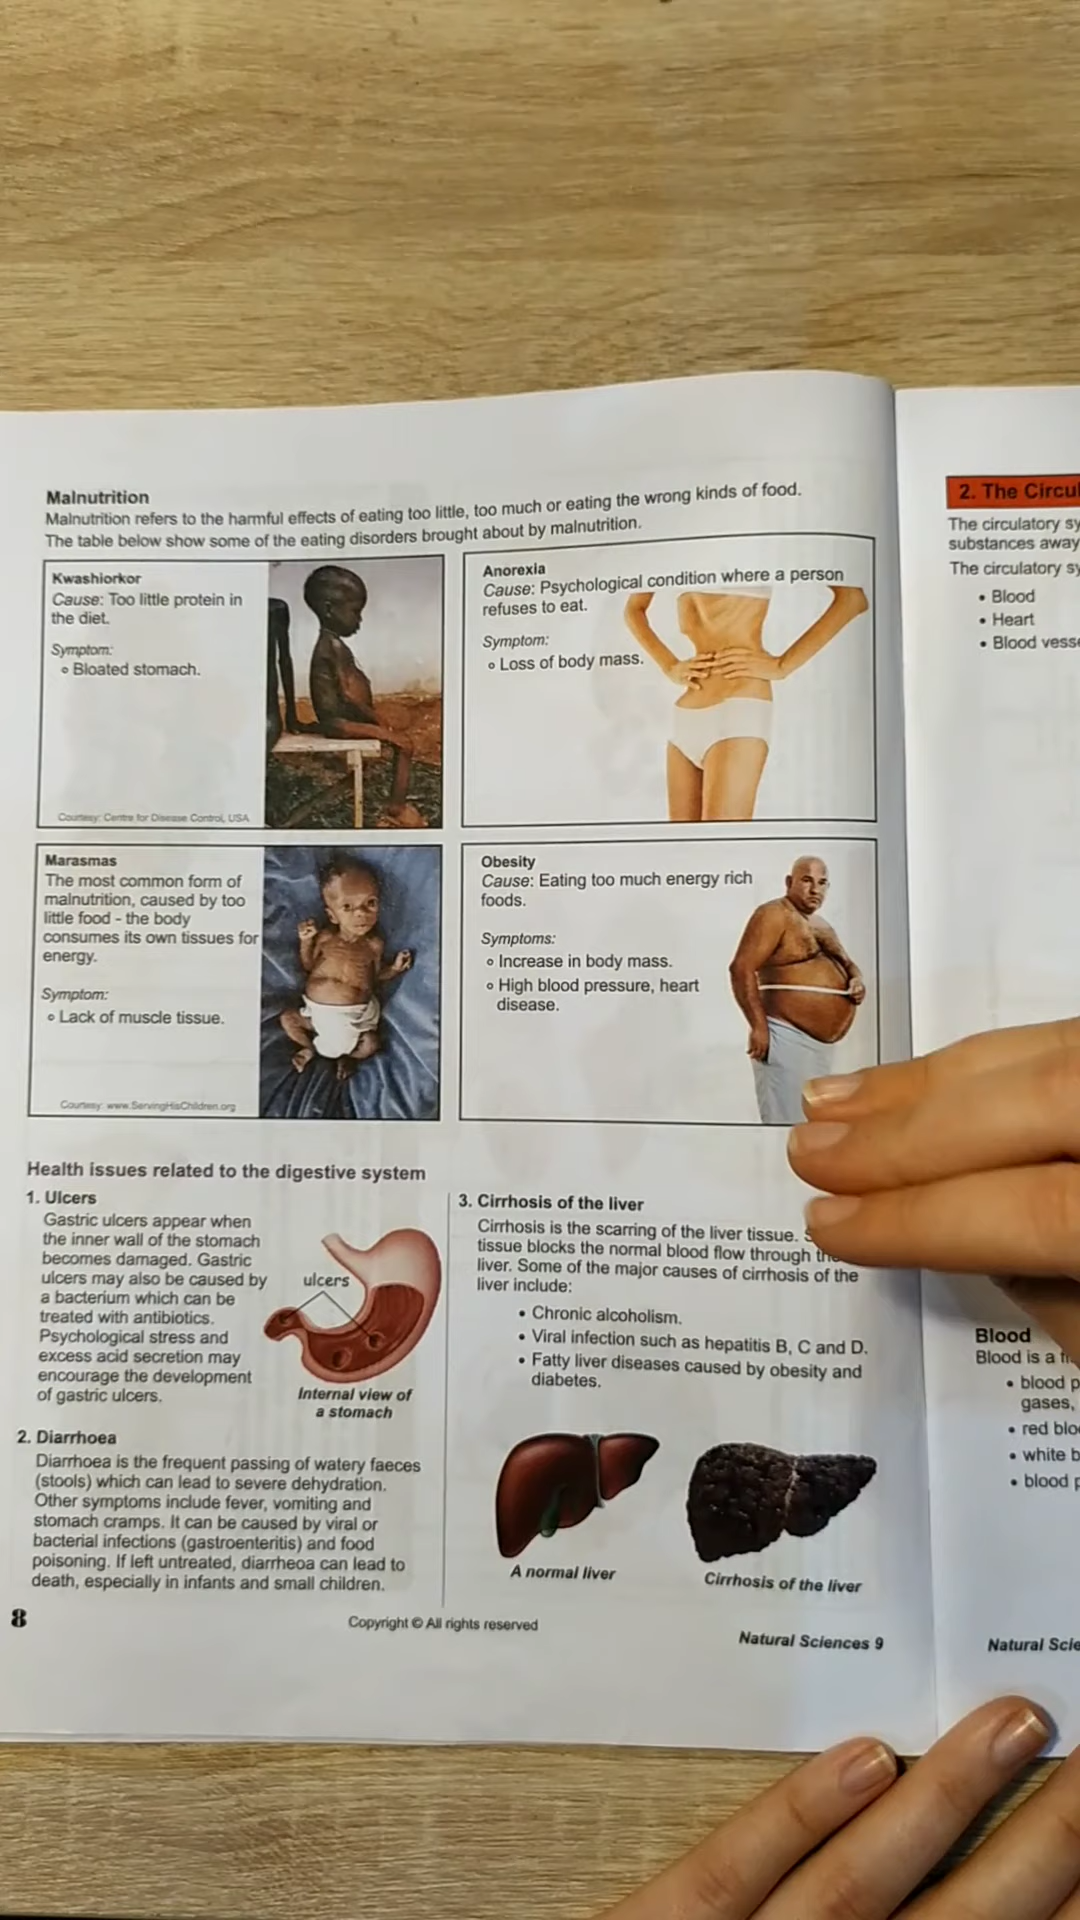 Malnutrition
Malnutrition refers to the harmful effects of eating too little, too much or eating the wrong kinds of food.
The table below show some of the eating disorders brought about by malnutrition.
Kwashiorkor
Cause: Too little protein in
the diet.
Symptom:
Bloated stomach.
Courtesy: Centre for Disease Control, USA
Anorexia
Cause: Psychological condition where a person
refuses to eat.
Symptom:
Loss of body mass.
Marasmas
The most common form of
malnutrition, caused by too
little food - the body
consumes its own tissues for
energy.
Symptom:
Lack of muscle tissue.
Courtesy: www.ServingHisChildren.org
Obesity
Cause: Eating too much energy rich
foods.
Symptoms:
Increase in body mass.
High blood pressure, heart
disease.
Health issues related to the digestive system
1. Ulcers
Gastric ulcers appear when
the inner wall of the stomach
becomes damaged. Gastric
ulcers may also be caused by
a bacterium which can be
treated with antibiotics.
Psychological stress and
excess acid secretion may
encourage the development
of gastric ulcers.
ulcers
Internal view of
a stomach
2. Diarrhoea
Diarrhoea is the frequent passing of watery faeces
(stools) which can lead to severe dehydration.
Other symptoms include fever, vomiting and
stomach cramps. It can be caused by viral or
bacterial infections (gastroenteritis) and food
poisoning. If left untreated, diarrheoa can lead to
death, especially in infants and small children.
3. Cirrhosis of the liver
Cirrhosis is the scarring of the liver tissue.
tissue blocks the normal blood flow through
liver. Some of the major causes of cirrhosis of the
liver include:
• Chronic alcoholism.
• Viral infection such as hepatitis B, C and D.
• Fatty liver diseases caused by obesity and
diabetes.
A normal liver
Cirrhosis of the liver
8
Copyright © All rights reserved
Natural Sciences 9
2. The
The circulatory
substances away
The circulatory
• Blood
• Heart
• Blood
Blood
Blood is a
• blood
gases,
• red
• white
• blood
Natural